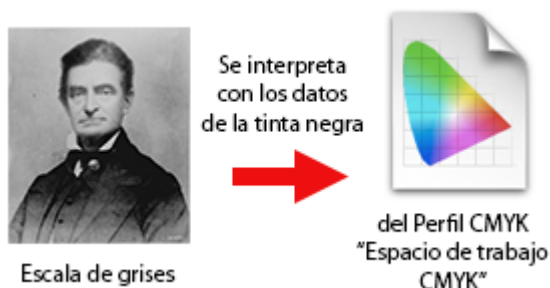 Se interpreta
con los datos
de la tinta negra
Escala de grises
del Perfil CMYK
"Espacio de trabajo
CMYK"